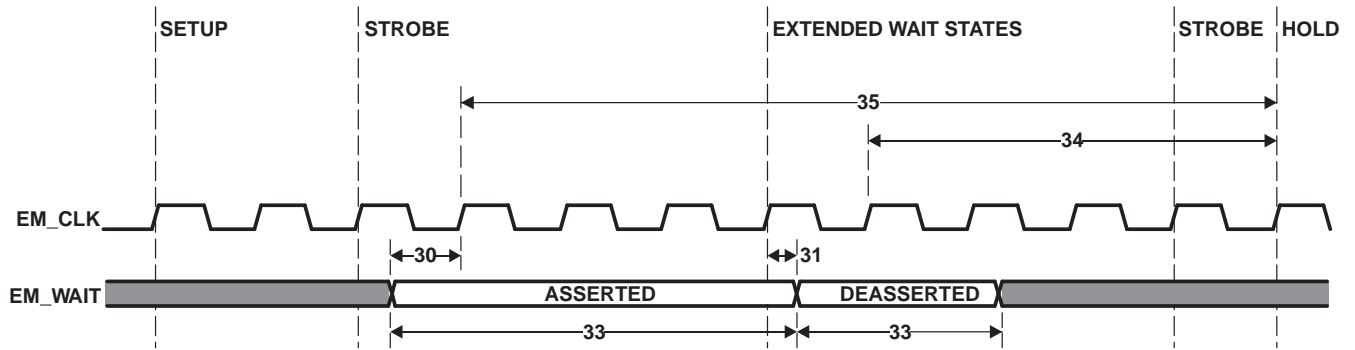 SETUP STROBE EXTENDED WAIT STATES STROBE HOLD
35
34
EM_CLK
30 31
EM_WAIT ASSERTED DEASSERTED
33 33